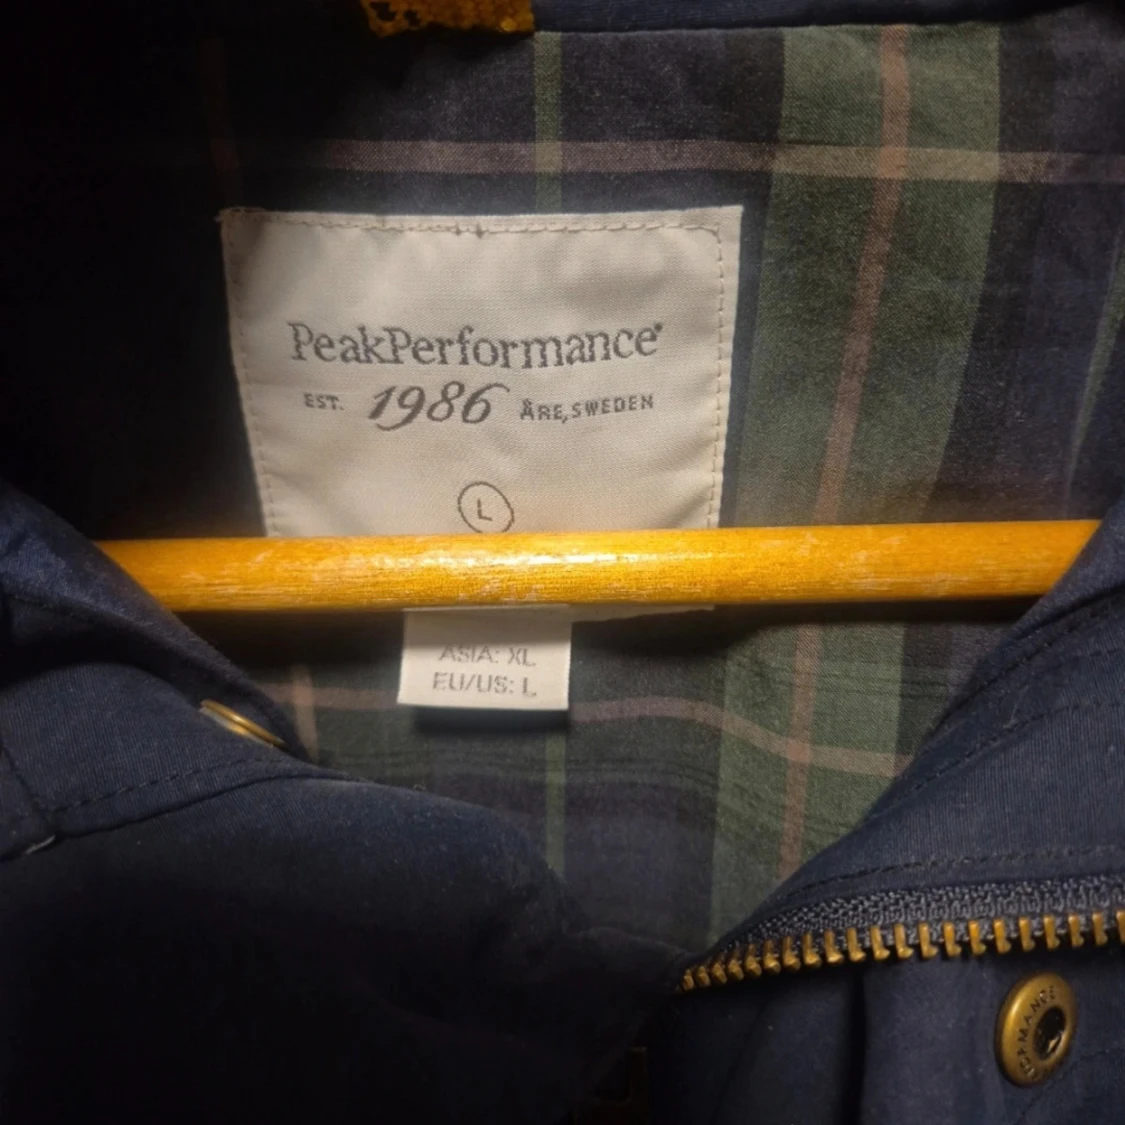 PeakPerformance
EST. 1986 ÅRE, SWEDEN
L
ASIA: XL
EU/US: L